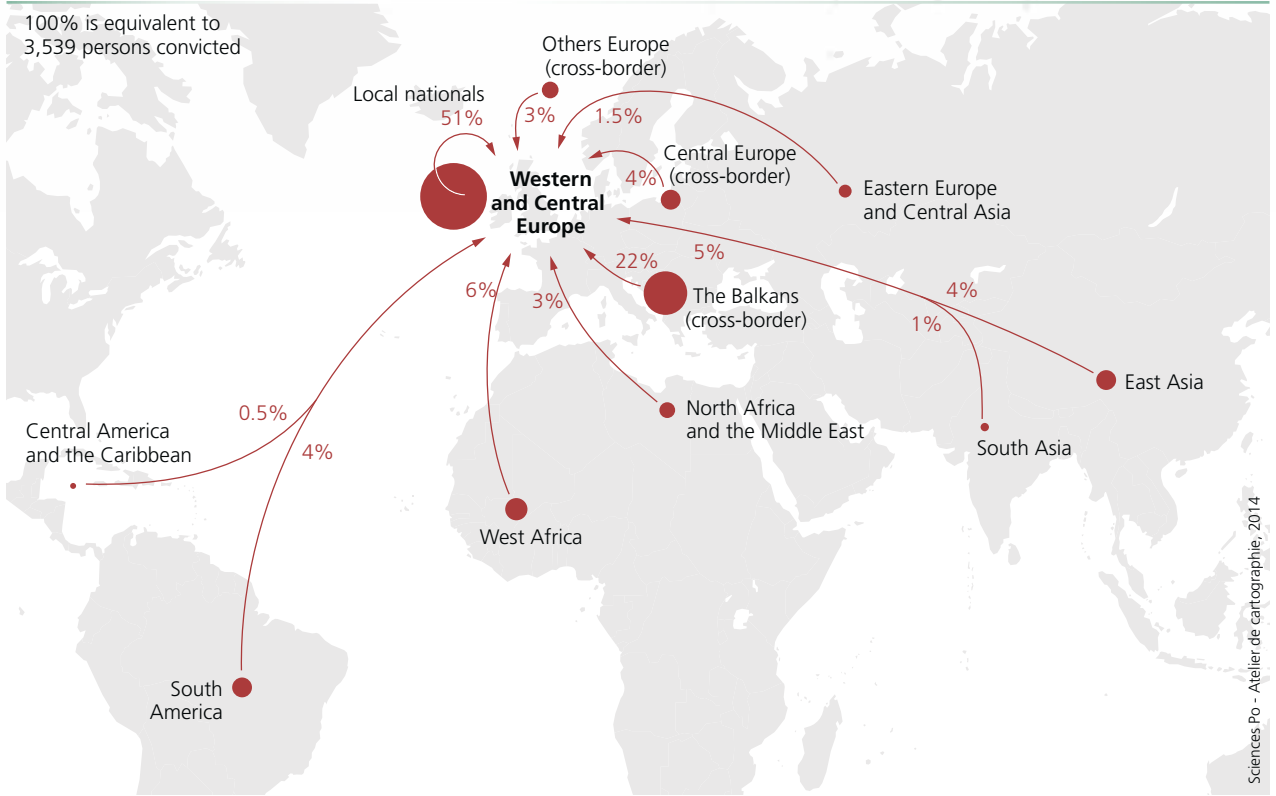 100% is equivalent to
3,539 persons convicted
Others Europe
(cross-border)
Local nationals
51%
3%
1.5%
Central Europe
(cross-border)
4%
Western
and Central
Europe
Eastern Europe
and Central Asia
5%
22%
The Balkans
(cross-border)
6%
3%
4%
1%
East Asia
North Africa
and the Middle East
South Asia
0.5%
Central America
and the Caribbean
4%
West Africa
South
America
Sciences Po - Atelier de cartographie, 2014